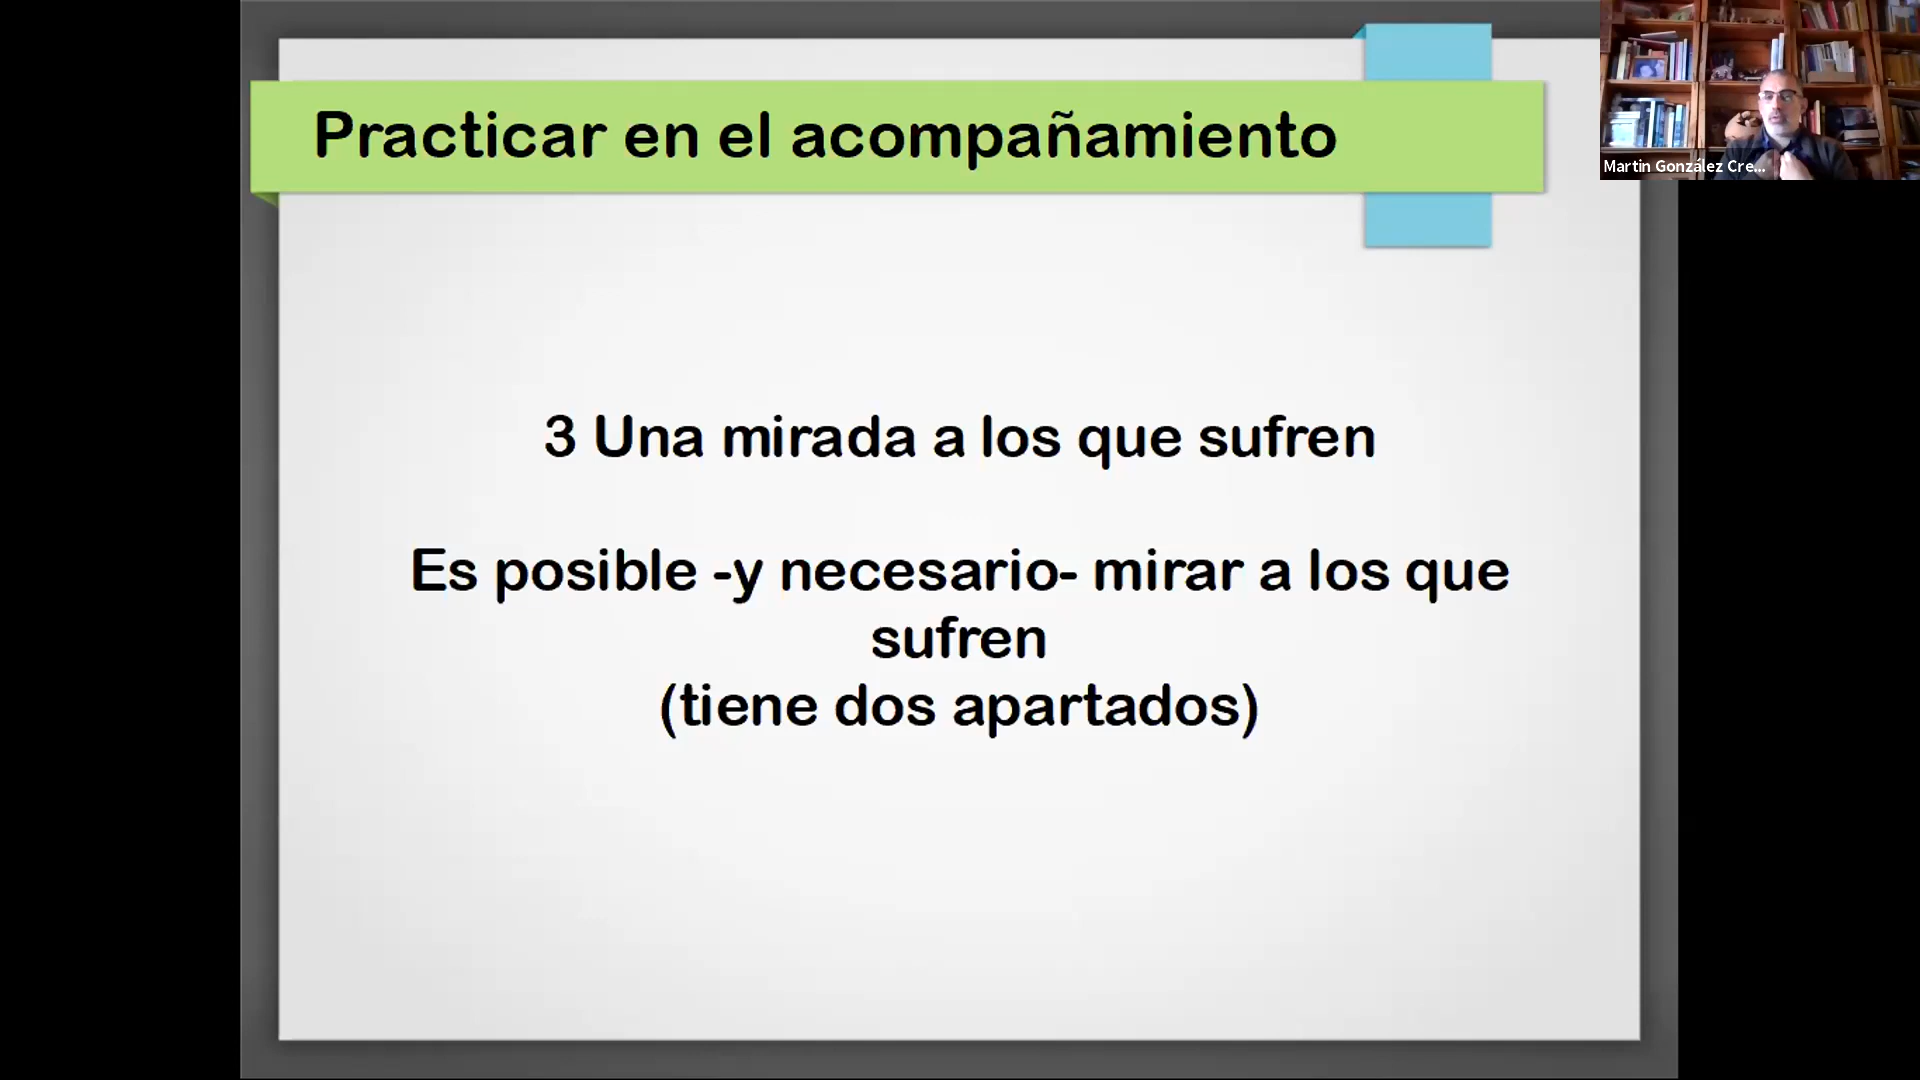 Practicar en el acompañamiento
Martin González Cre...
3 Una mirada a los que sufren
Es posible -y necesario- mirar a los que
sufren
(tiene dos apartados)